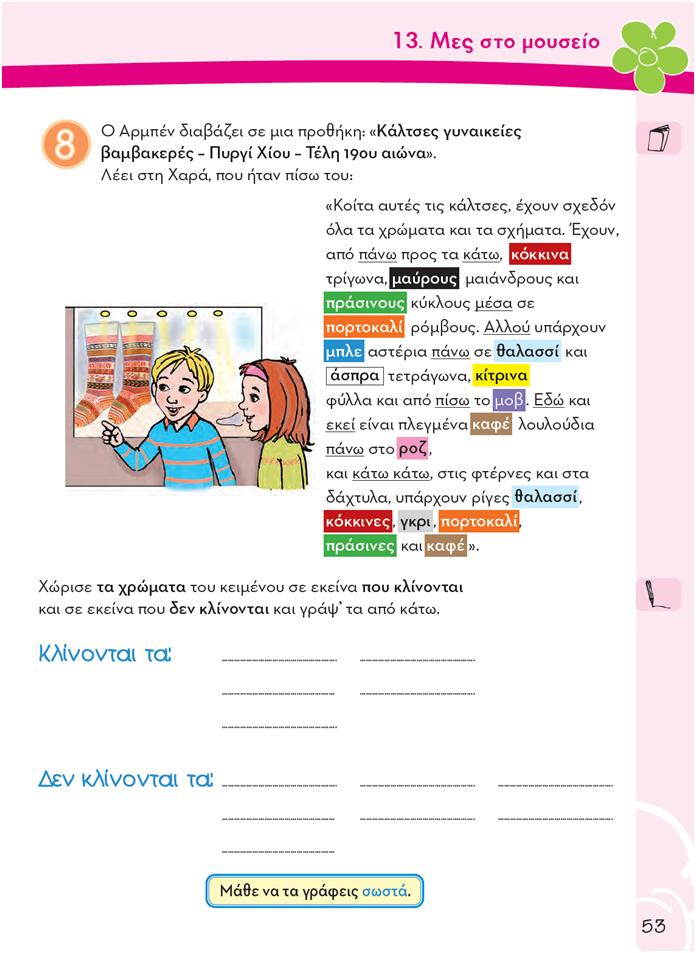 13. Μες στο μουσείο
8
Ο Αρμπέν διαβάζει σε μια προθήκη: «Κάλτσες γυναικείες
βαμβακερές – Πυργί Χίου – Τέλη 19ου αιώνα».
Λέει στη Χαρά, που ήταν πίσω του:
«Κοίτα αυτές τις κάλτσες, έχουν σχεδόν
όλα τα χρώματα και τα σχήματα. Έχουν,
από πάνω προς τα κάτω, κόκκινα
τρίγωνα, μαύρους μαιάνδρους και
πράσινους κύκλους μέσα σε
πορτοκαλί ρόμβους. Αλλού υπάρχουν
μπλε αστέρια πάνω σε θαλασσί και
άσπρα τετράγωνα, κίτρινα
φύλλα και από πίσω το μοβ. Εδώ και
εκεί είναι πλεγμένα καφέ λουλούδια
πάνω στο ροζ,
και κάτω κάτω, στις φτέρνες και στα
δάχτυλα, υπάρχουν ρίγες θαλασσί,
κόκκινες, γκρι, πορτοκαλί,
πράσινες και καφέ».
Χώρισε τα χρώματα του κειμένου σε εκείνα που κλίνονται
και σε εκείνα που δεν κλίνονται και γράψ' τα από κάτω.
Κλίνονται τα:
Δεν κλίνονται τα:
Μάθε να τα γράφεις σωστά.
53